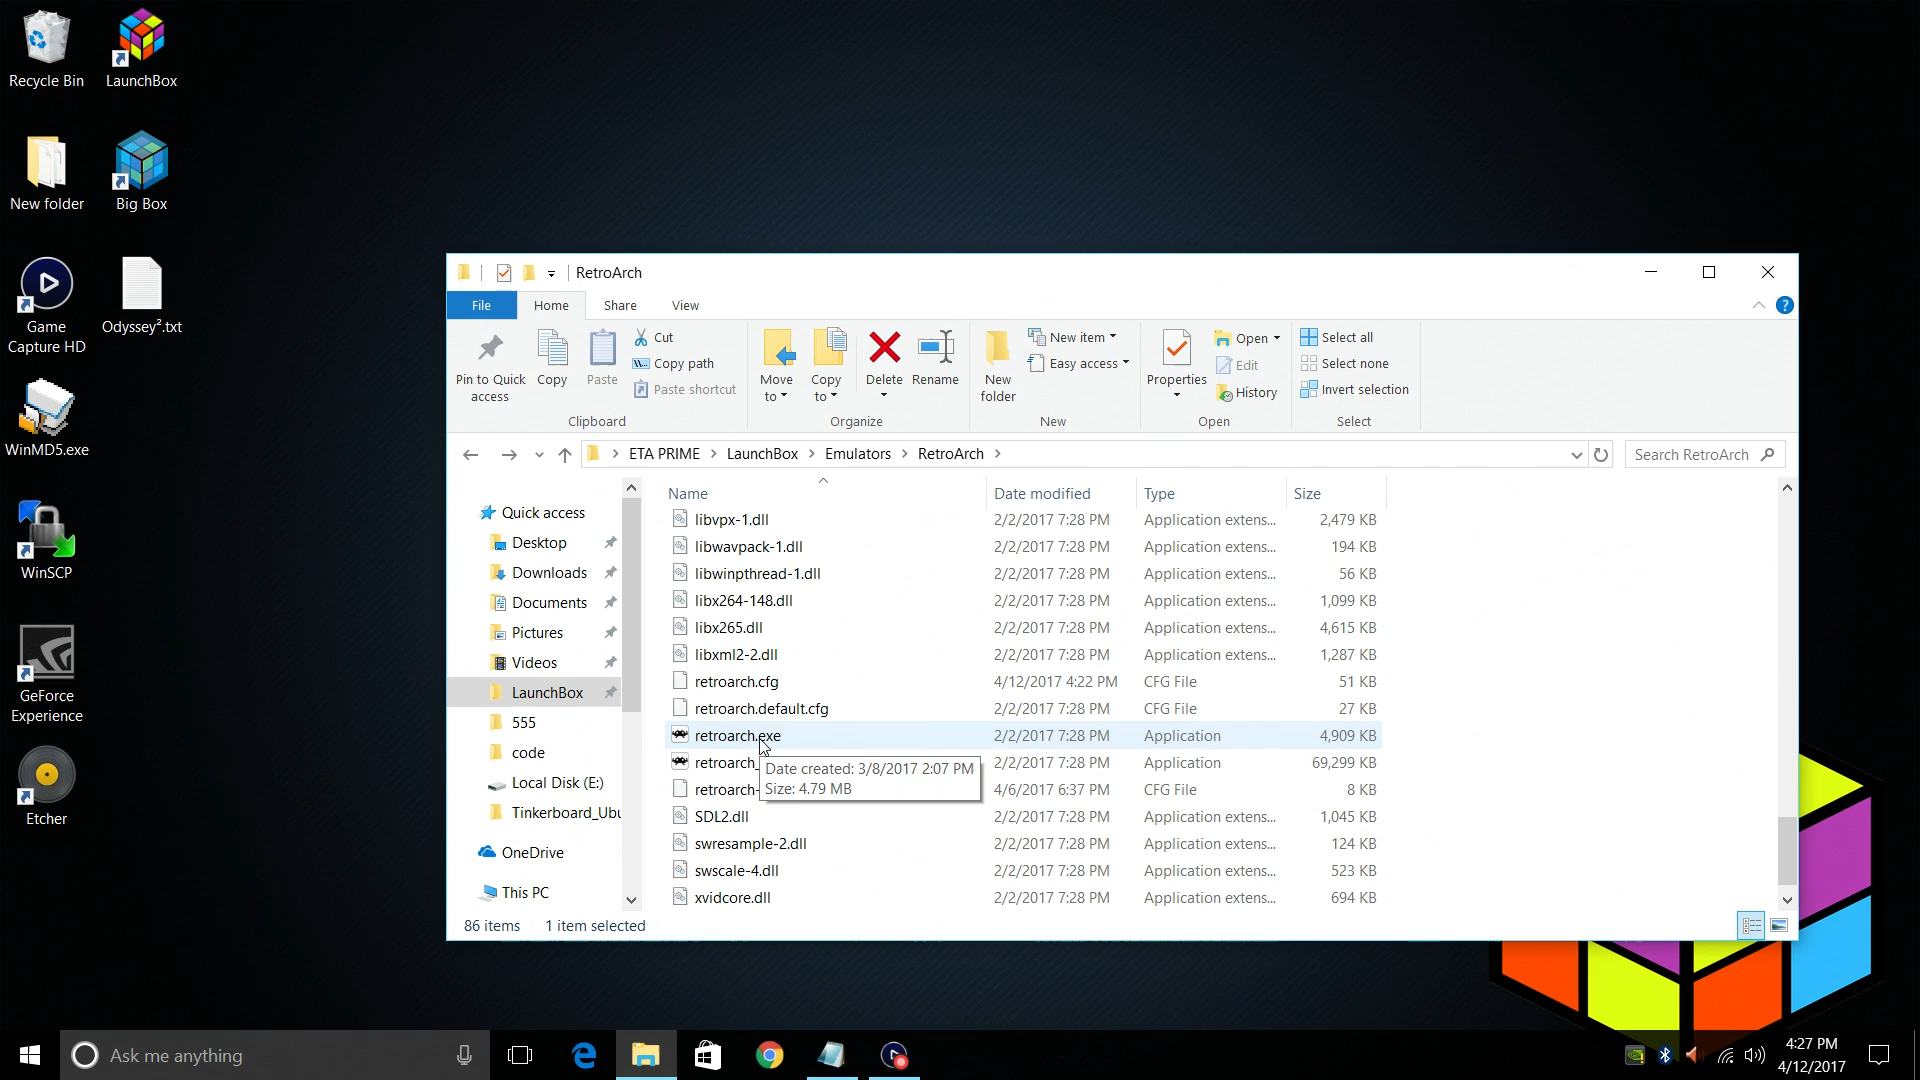 Recycle Bin
LaunchBox
New folder
Big Box
Game
Capture HD
Odyssey².txt
WinMD5.exe
WinSCP
GeForce
Experience
Etcher
RetroArch
File
Home
Share
View
?
Pin to Quick
access
Copy
Paste
Cut
Copy path
Paste shortcut
Clipboard
Move
to
Copy
to
Delete
Rename
Organize
New
folder
New item
Easy access
New
Properties
Open
Edit
History
Open
Select all
Select none
Invert selection
Select
ETA PRIME > LaunchBox > Emulators > RetroArch >
Search RetroArch
Quick access
Desktop
Downloads
Documents
Pictures
Videos
LaunchBox
555
code
Local Disk (E:)
Tinkerboard_Ubu
OneDrive
This PC
Name Date modified Type Size
libvpx-1.dll 2/2/2017 7:28 PM Application extens... 2,479 KB
libwavpack-1.dll 2/2/2017 7:28 PM Application extens... 194 KB
libwinpthread-1.dll 2/2/2017 7:28 PM Application extens... 56 KB
libx264-148.dll 2/2/2017 7:28 PM Application extens... 1,099 KB
libx265.dll 2/2/2017 7:28 PM Application extens... 4,615 KB
libxml2-2.dll 2/2/2017 7:28 PM Application extens... 1,287 KB
retroarch.cfg 4/12/2017 4:22 PM CFG File 51 KB
retroarch.default.cfg 2/2/2017 7:28 PM CFG File 27 KB
retroarch.exe 2/2/2017 7:28 PM Application 4,909 KB
retroarch_ 2/2/2017 7:28 PM Application 69,299 KB
retroarch- 4/6/2017 6:37 PM CFG File 8 KB
Date created: 3/8/2017 2:07 PM
Size: 4.79 MB
SDL2.dll 2/2/2017 7:28 PM Application extens... 1,045 KB
swresample-2.dll 2/2/2017 7:28 PM Application extens... 124 KB
swscale-4.dll 2/2/2017 7:28 PM Application extens... 523 KB
xvidcore.dll 2/2/2017 7:28 PM Application extens... 694 KB
86 items 1 item selected
Ask me anything
4:27 PM
4/12/2017